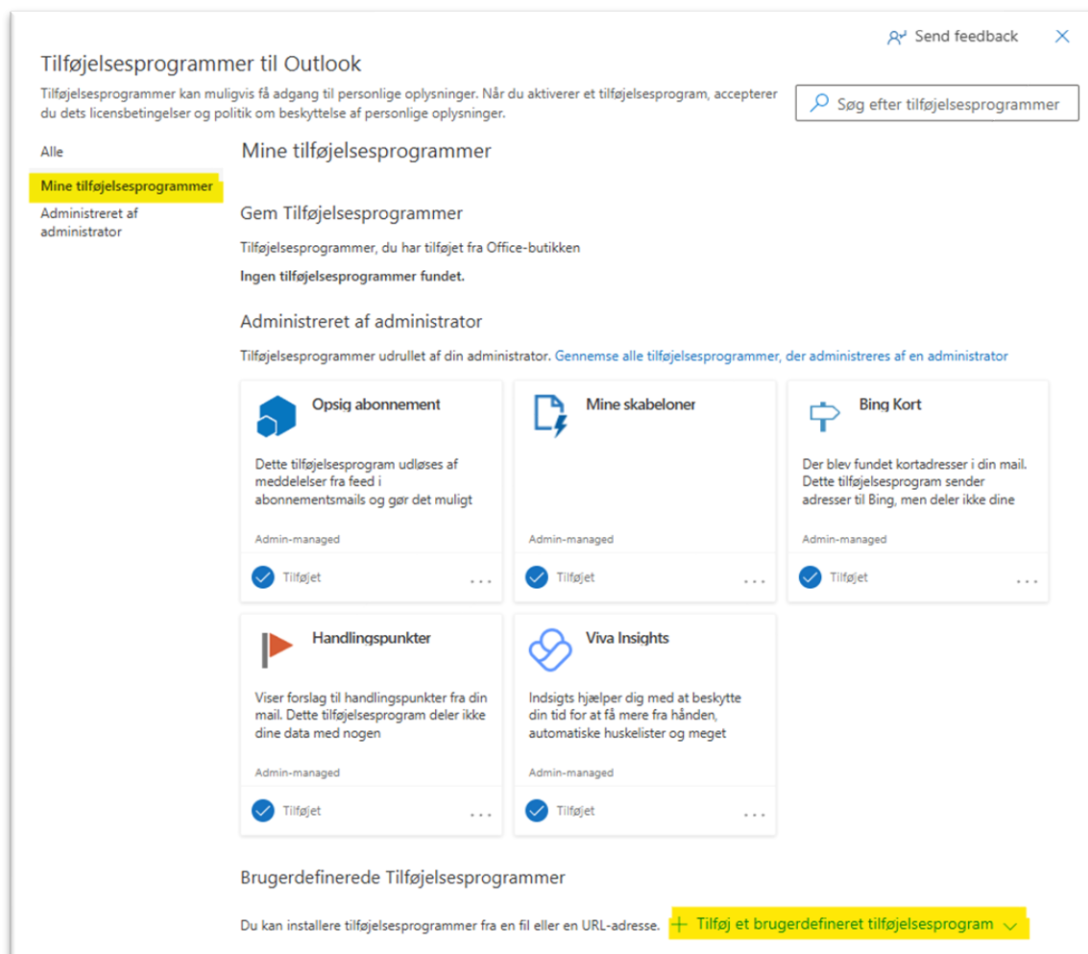 Send feedback
Tilføjelsesprogrammer til Outlook
Tilføjelsesprogrammer kan muligvis få adgang til personlige oplysninger. Når du aktiverer et tilføjelsesprogram, accepterer
du dets licensbetingelser og politik om beskyttelse af personlige oplysninger.
Søg efter tilføjelsesprogrammer
Alle
Mine tilføjelsesprogrammer
Administreret af
administrator
Mine tilføjelsesprogrammer
Gem Tilføjelsesprogrammer
Tilføjelsesprogrammer, du har tilføjet fra Office-butikken
Ingen tilføjelsesprogrammer fundet.
Administreret af administrator
Tilføjelsesprogrammer udrullet af din administrator. Gennemse alle tilføjelsesprogrammer, der administreres af en administrator
Opsig abonnement
Dette tilføjelsesprogram udløses af
meddelelser fra feed i
abonnementsmails og gør det muligt
Admin-managed
Tilføjet
...
Mine skabeloner
Admin-managed
Tilføjet
...
Bing Kort
Der blev fundet kortadresser i din mail.
Dette tilføjelsesprogram sender
adresser til Bing, men deler ikke dine
Admin-managed
Tilføjet
...
Handlingspunkter
Viser forslag til handlingspunkter fra din
mail. Dette tilføjelsesprogram deler ikke
dine data med nogen
Admin-managed
Tilføjet
...
Viva Insights
Indsigts hjælper dig med at beskytte
din tid for at få mere fra hånden,
automatiske huskelister og meget
Admin-managed
Tilføjet
...
Brugerdefinerede Tilføjelsesprogrammer
Du kan installere tilføjelsesprogrammer fra en fil eller en URL-adresse. + Tilføj et brugerdefineret tilføjelsesprogram